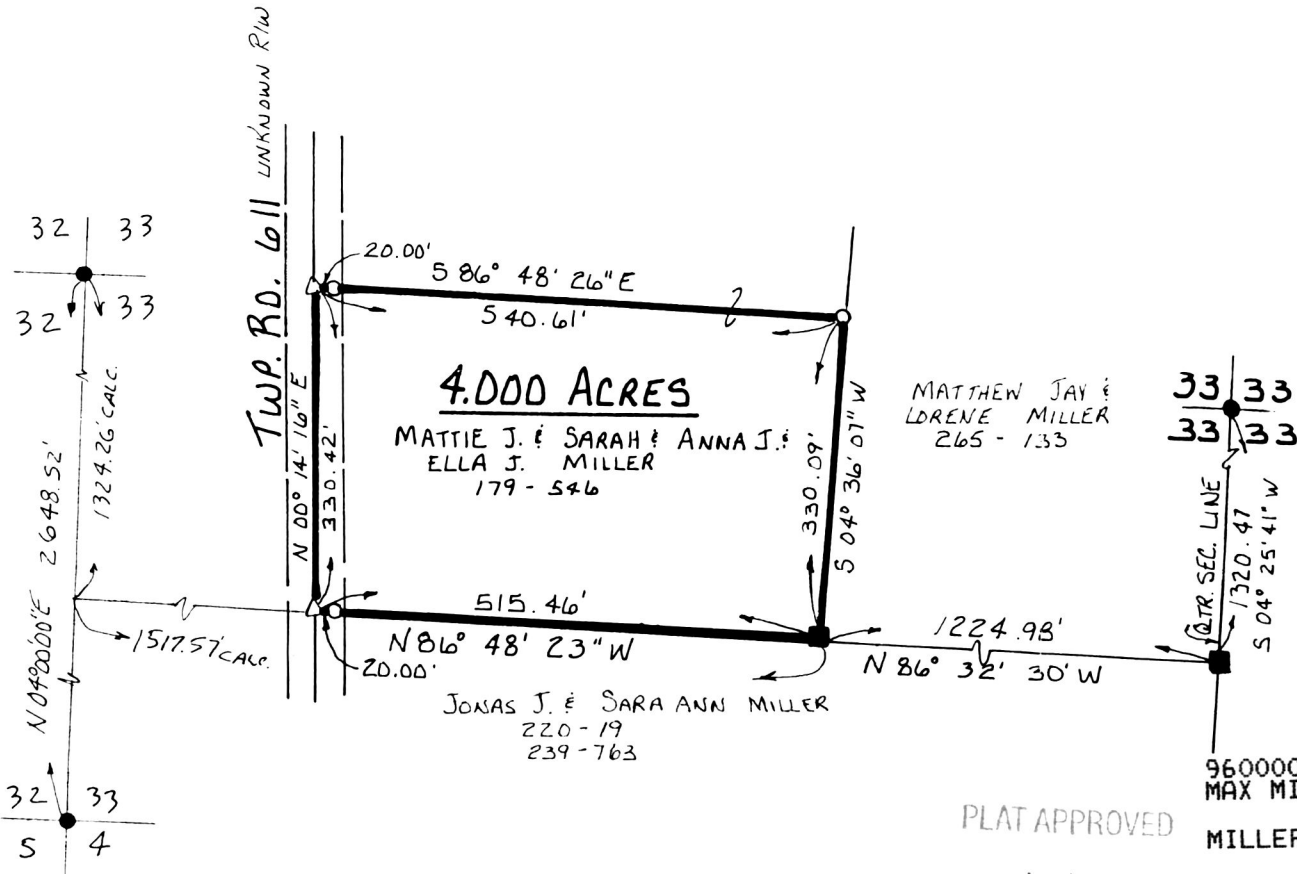 UNKNOWN R/W
TWP. RD. 611
32 33
32 33
1324.26' CALC.
N 04°00'00"E 2648.52'
1517.57' CALC.
32 33
5 4
20.00'
S 86° 48' 26" E
540.61'
N 00° 14' 16" E
330.42'
4.000 ACRES
MATTIE J. & SARAH & ANNA J. &
ELLA J. MILLER
179 - 546
330.09'
S 04° 36' 07" W
515.46'
N 86° 48' 23" W
20.00'
JONAS J. & SARA ANN MILLER
220 - 19
239 - 763
MATTHEW JAY &
LORENE MILLER
265 - 133
33 33
33 33
QTR. SEC. LINE
1320.47
S 04° 25' 41" W
1224.98'
N 86° 32' 30' W
PLAT APPROVED
960000
MAX MI
MILLER